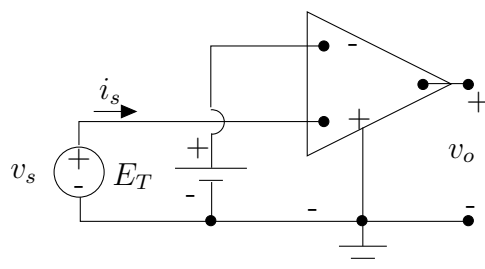 -
i_s
+
+
+
v_s
+
-
E_T
-
-
v_o
-